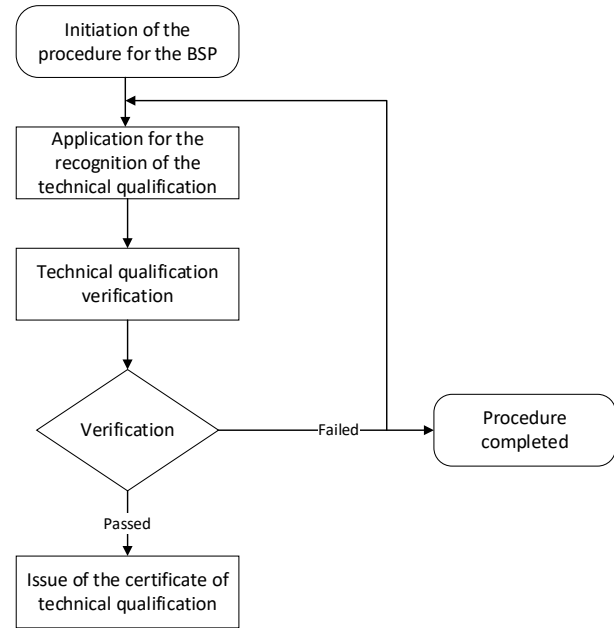 Initiation of the
procedure for the BSP
Application for the
recognition of the
technical qualification
Technical qualification
verification
Verification
Failed
Procedure
completed
Passed
Issue of the certificate of
technical qualification